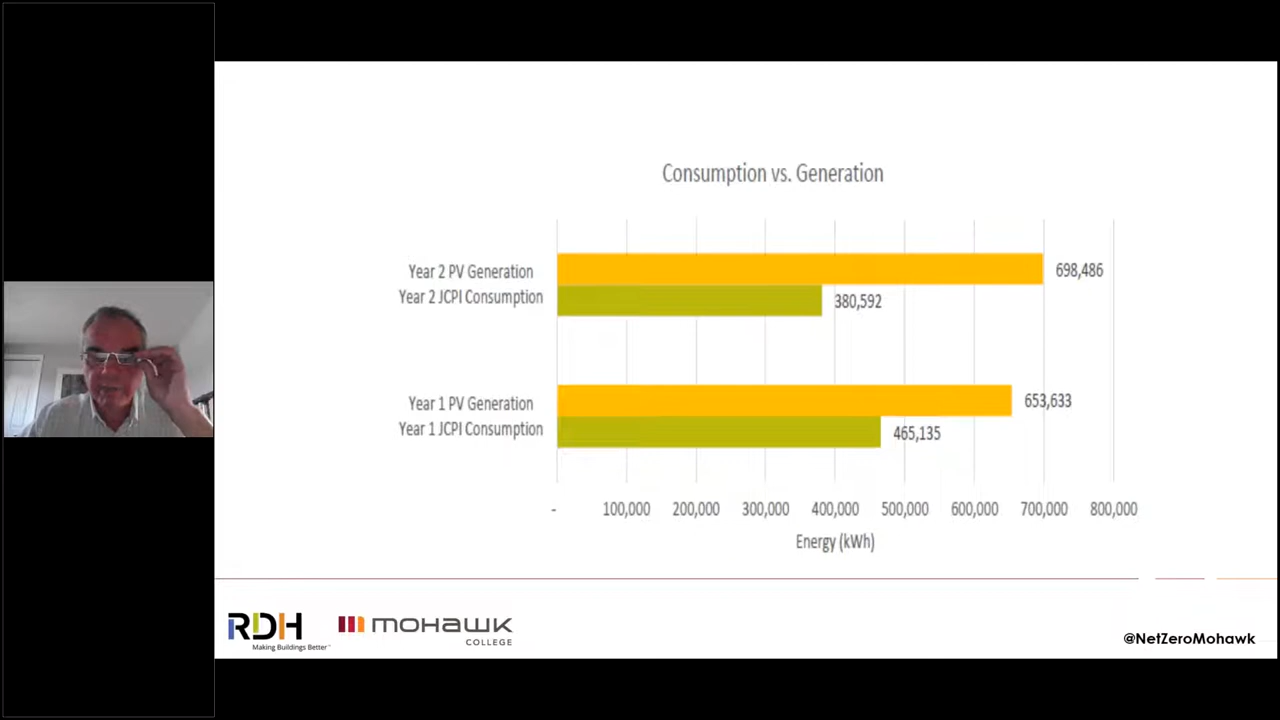 Consumption vs. Generation
Year 2 PV Generation
698,486
Year 2 JCPI Consumption
380,592
Year 1 PV Generation
653,633
Year 1 JCPI Consumption
465,135
- 100,000 200,000 300,000 400,000 500,000 600,000 700,000 800,000
Energy (kWh)
RDH
Making Buildings Better
mohawk
COLLEGE
@NetZeroMohawk